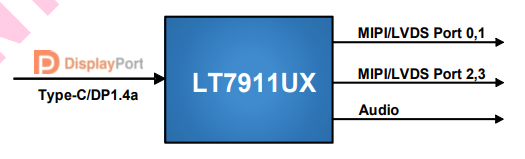 DisplayPort
Type-C/DP1.4a
LT7911UX
MIPI/LVDS Port 0,1
MIPI/LVDS Port 2,3
Audio